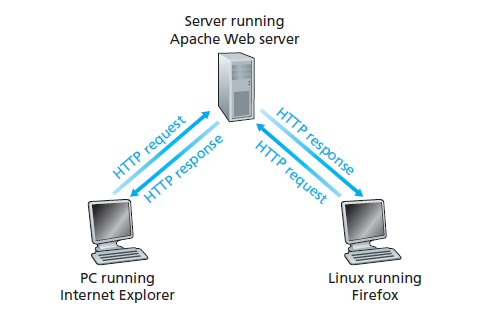 Server running
Apache Web server
HTTP request
HTTP response
HTTP response
HTTP request
PC running
Internet Explorer
Linux running
Firefox